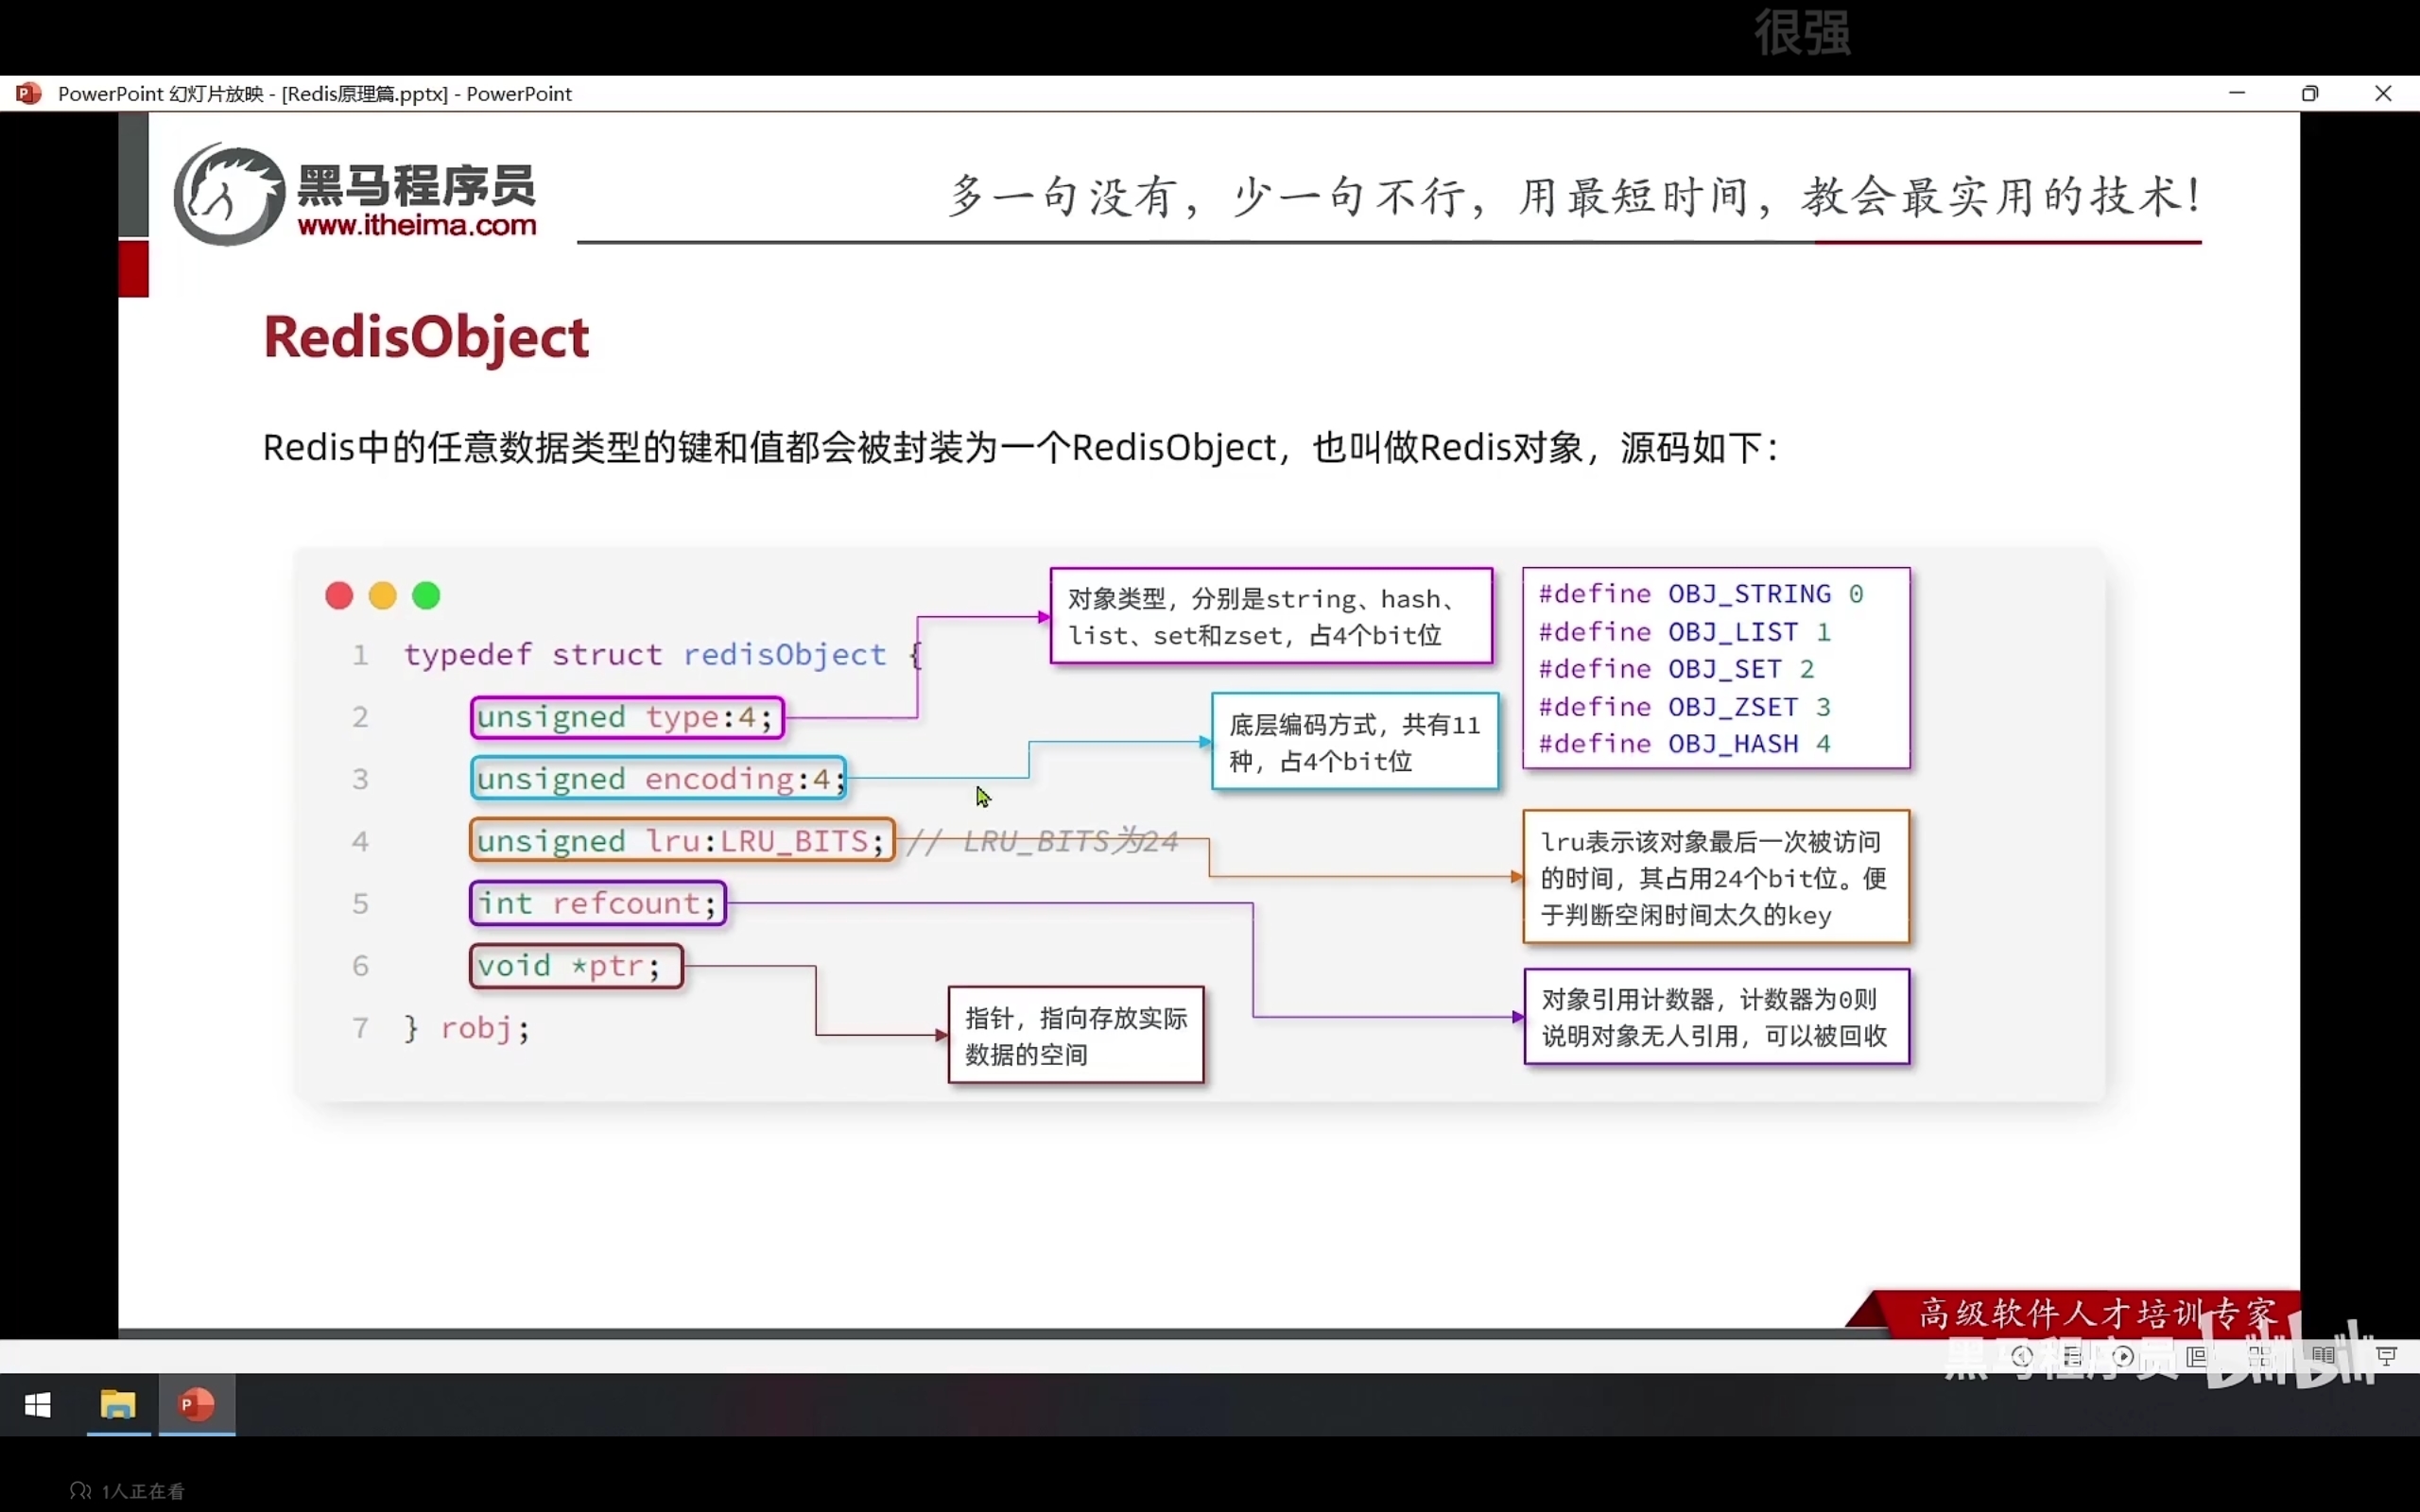 很强
PowerPoint 幻灯片放映 - [Redis原理篇.pptx] - PowerPoint
黑马程序员
www.itheima.com
多一句没有，少一句不行，用最短时间，教会最实用的技术！
RedisObject
Redis中的任意数据类型的键和值都会被封装为一个RedisObject，也叫做Redis对象，源码如下：
1 typedef struct redisObject {
2 unsigned type:4;
3 unsigned encoding:4;
4 unsigned lru:LRU_BITS; // LRU_BITS为24
5 int refcount;
6 void *ptr;
7 } robj;
对象类型，分别是string、hash、
list、set和zset，占4个bit位
#define OBJ_STRING 0
#define OBJ_LIST 1
#define OBJ_SET 2
#define OBJ_ZSET 3
#define OBJ_HASH 4
底层编码方式，共有11
种，占4个bit位
lru表示该对象最后一次被访问
的时间，其占用24个bit位。便
于判断空闲时间太久的key
对象引用计数器，计数器为0则
说明对象无人引用，可以被回收
指针，指向存放实际
数据的空间
高级软件人才培训专家
黑马程序员 bilibili
1人正在看